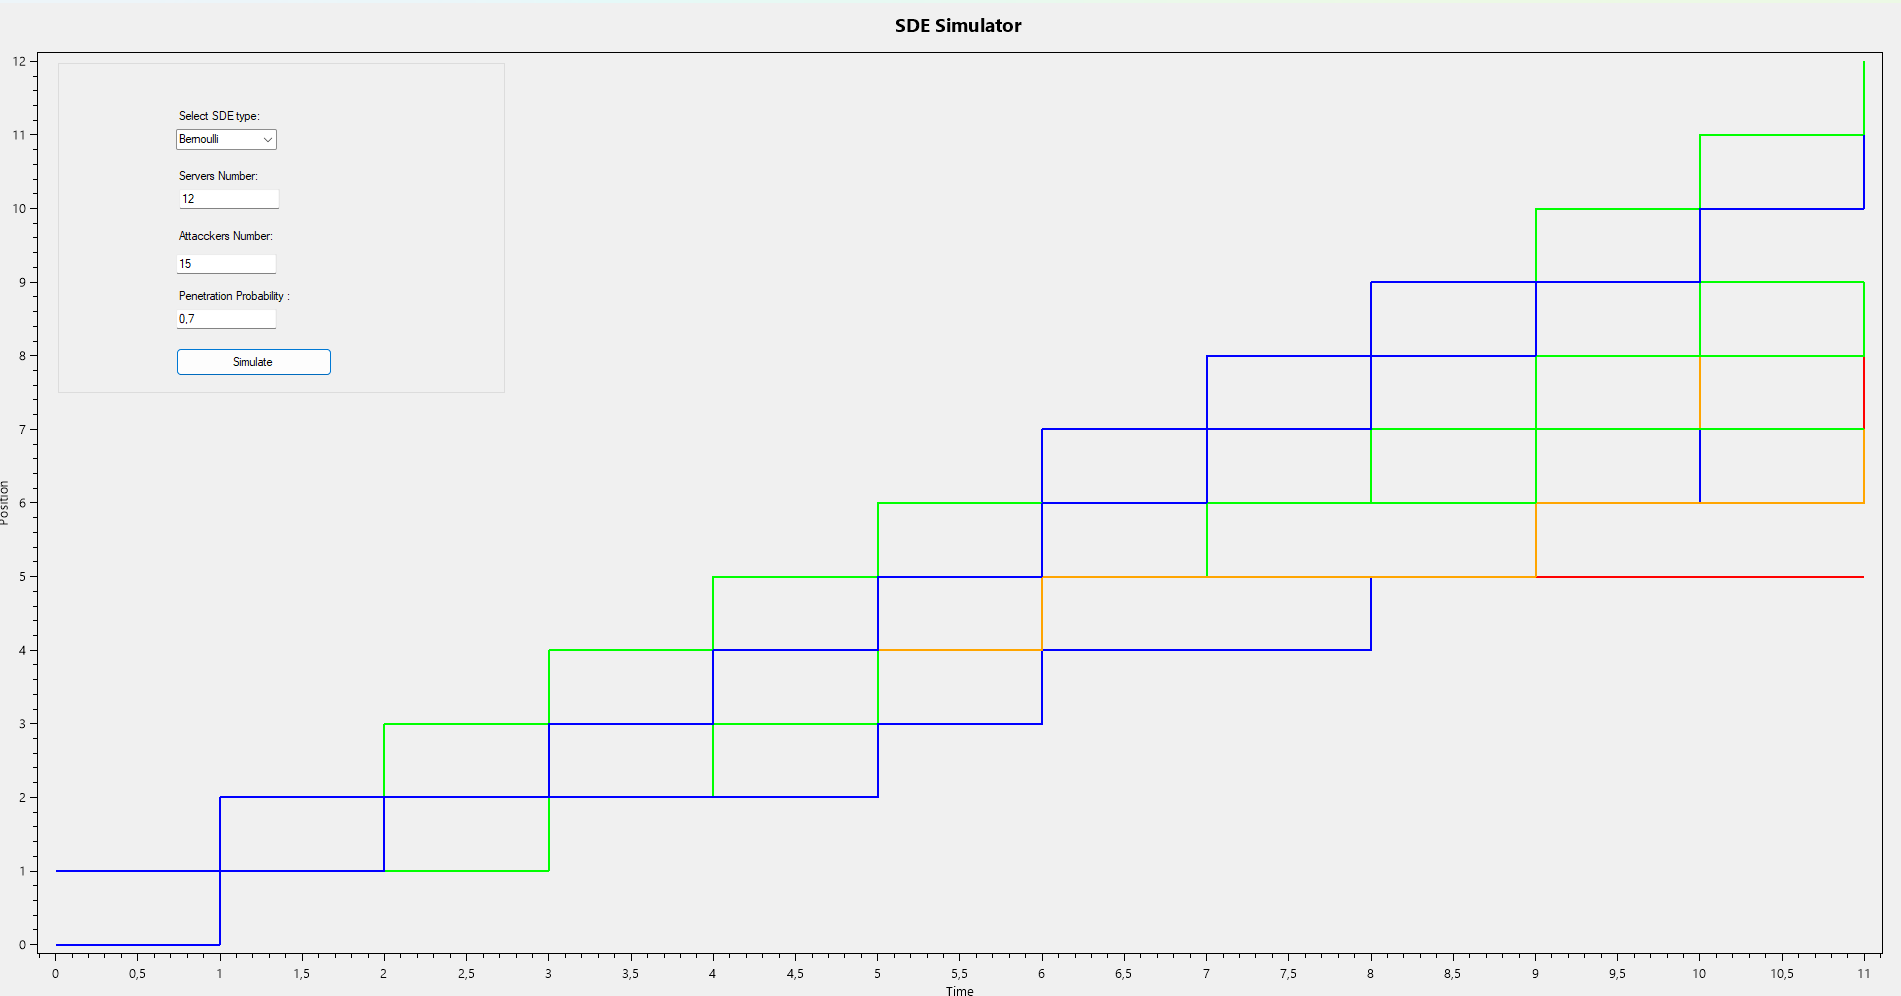 SDE Simulator
Select SDE type:
Bernoulli
Servers Number:
12
Attacckers Number:
15
Penetration Probability :
0,7
Simulate
12
11
10
9
8
7
6
5
4
3
2
1
0
Position
0 0,5 1 1,5 2 2,5 3 3,5 4 4,5 5 5,5 6 6,5 7 7,5 8 8,5 9 9,5 10 10,5 11
Time